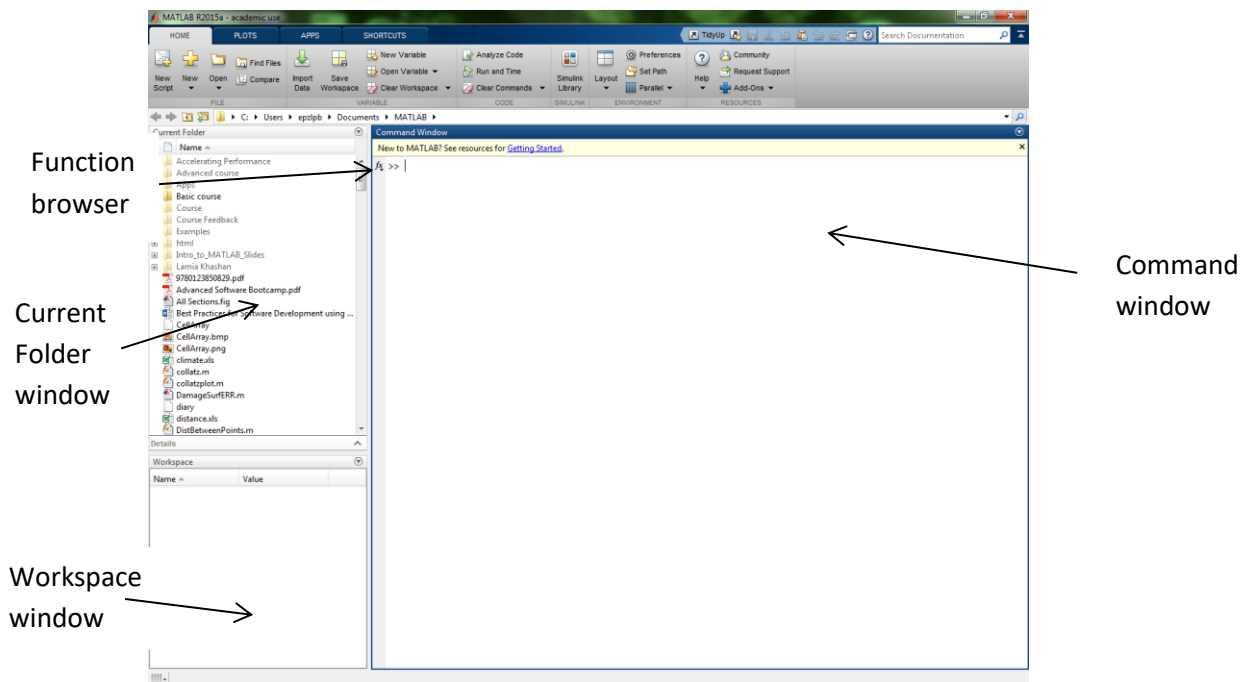 MATLAB R2015a - academic use
HOME PLOTS APPS SHORTCUTS TidyUp Search Documentation
New Script
New
Open
Find Files
Compare
Import Data
Save Workspace
New Variable
Open Variable
Clear Workspace
Analyze Code
Run and Time
Clear Commands
Simulink Library
Layout
Preferences
Set Path
Parallel
Help
Community
Request Support
Add-Ons
FILE VARIABLE CODE SIMULINK ENVIRONMENT RESOURCES
C: Users epzlpb Documents MATLAB
Current Folder
Name
Accelerating Performance
Advanced course
Apps
Basic course
Course
Course Feedback
Examples
html
Intro_to_MATLAB_Slides
Lamia Khashan
9780123850829.pdf
Advanced Software Bootcamp.pdf
All Sections.fig
Best Practices for Software Development using ...
CellArray
CellArray.bmp
CellArray.png
climate.xls
collatz.m
collatzplot.m
DamageSurfERR.m
diary
distance.xls
DistBetweenPoints.m
Details
Workspace
Name Value
Command Window
New to MATLAB? See resources for Getting Started.
fx >>
Function
browser
Current
Folder
window
Workspace
window
Command
window